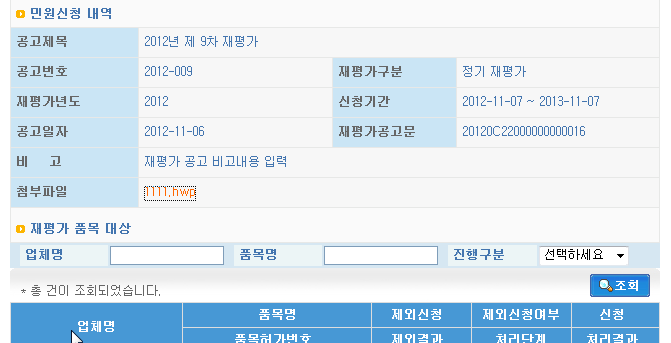 민원신청 내역
공고제목 2012년 제 9차 재평가
공고번호 2012-009 재평가구분 정기 재평가
재평가년도 2012 신청기간 2012-11-07 ~ 2013-11-07
공고일자 2012-11-06 재평가공고문 20120C22000000000016
비 고 재평가 공고 비고내용 입력
첨부파일 1111.hwp
재평가 품목 대상
업체명 품목명 진행구분 선택하세요
* 총 건이 조회되었습니다. 조회
업체명 품목명 제외신청 제외신청여부 신청
품목허가번호 제외결과 처리단계 처리결과